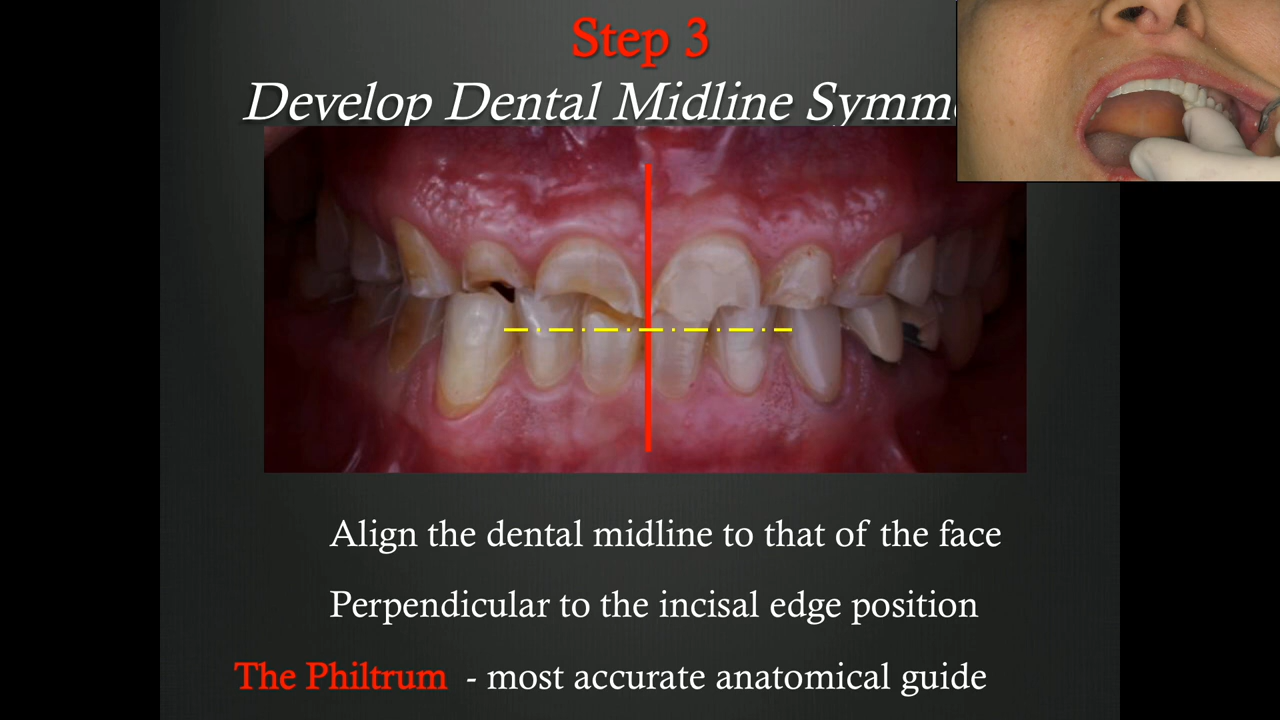 Step 3
Develop Dental Midline
Align the dental midline to that of the face
Perpendicular to the incisal edge position
The Philtrum - most accurate anatomical guide